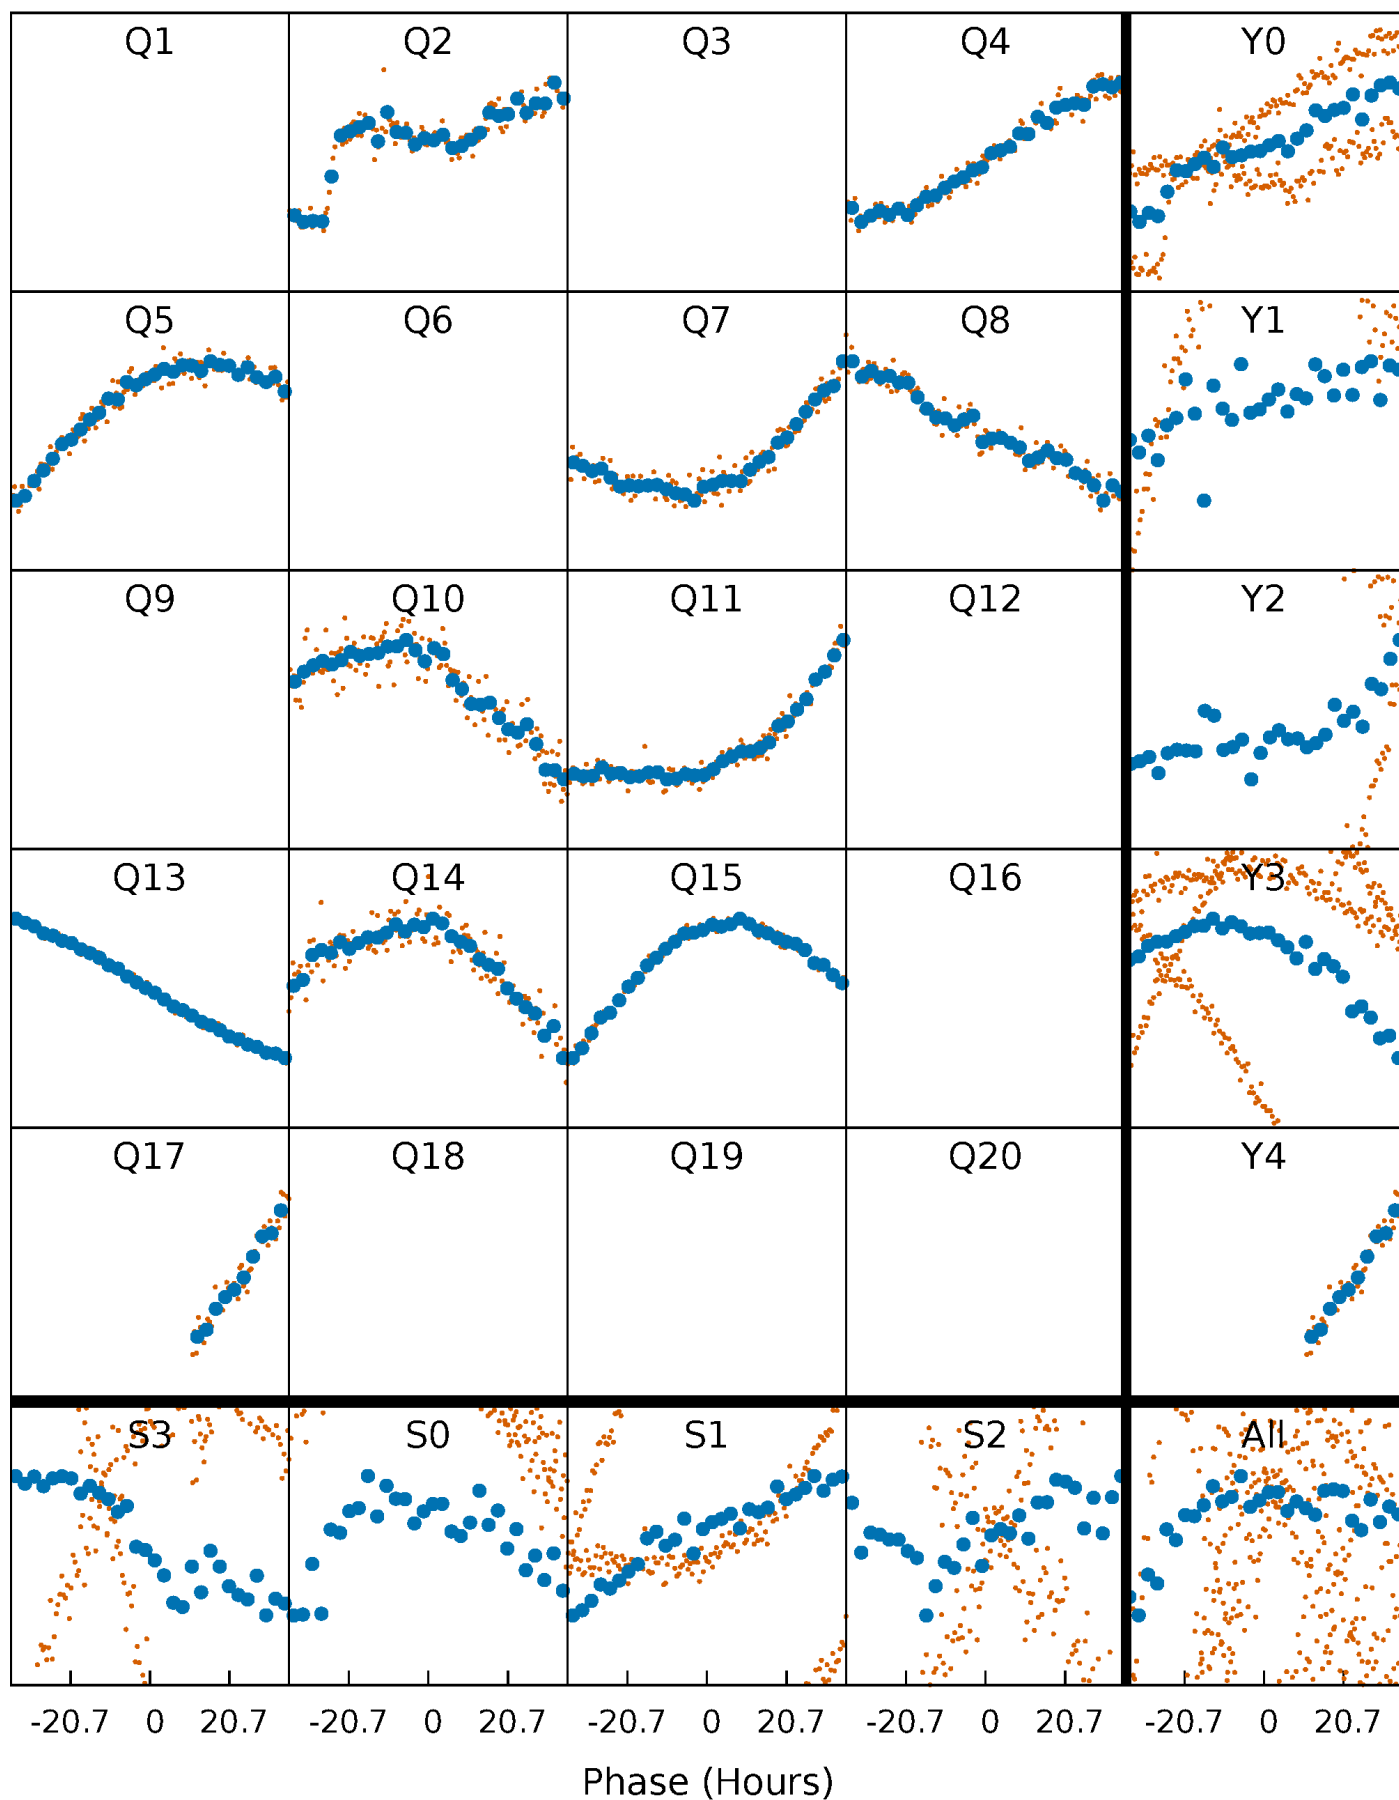 Q1 Q2 Q3 Q4 Y0
Q5 Q6 Q7 Q8 Y1
Q9 Q10 Q11 Q12 Y2
Q13 Q14 Q15 Q16 Y3
Q17 Q18 Q19 Q20 Y4
S3 S0 S1 S2 All
-20.7 0 20.7 -20.7 0 20.7 -20.7 0 20.7 -20.7 0 20.7 -20.7 0 20.7
Phase (Hours)